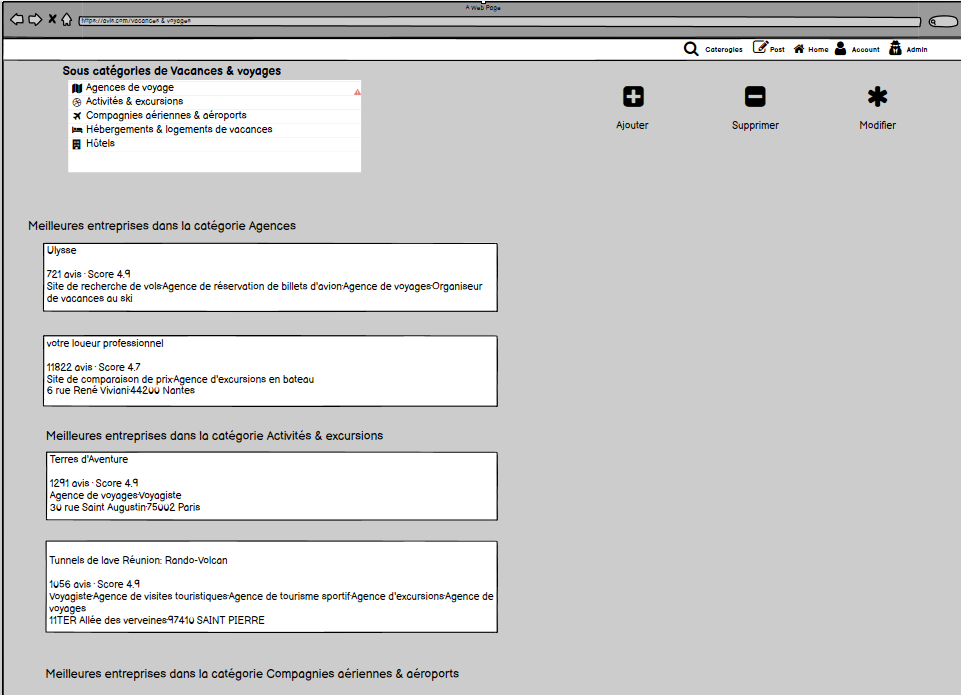 A Web Page
https://avis.com/vacances & voyages
Caterogies Post Home Account Admin
Sous catégories de Vacances & voyages
Agences de voyage
Activités & excursions
Compagnies aériennes & aéroports
Hébergements & logements de vacances
Hôtels
Ajouter Supprimer Modifier
Meilleures entreprises dans la catégorie Agences
Ulysse
721 avis · Score 4.9
Site de recherche de vols·Agence de réservation de billets d'avion·Agence de voyages·Organiseur
de vacances au ski
votre loueur professionnel
11822 avis · Score 4.7
Site de comparaison de prix·Agence d'excursions en bateau
6 rue René Viviani·44200 Nantes
Meilleures entreprises dans la catégorie Activités & excursions
Terres d'Aventure
1291 avis · Score 4.9
Agence de voyages·Voyagiste
30 rue Saint Augustin·75002 Paris
Tunnels de lave Réunion: Rando-Volcan
1056 avis · Score 4.9
Voyagiste·Agence de visites touristiques·Agence de tourisme sportif·Agence d'excursions·Agence de
voyages
11TER Allée des verveines·97410 SAINT PIERRE
Meilleures entreprises dans la catégorie Compagnies aériennes & aéroports